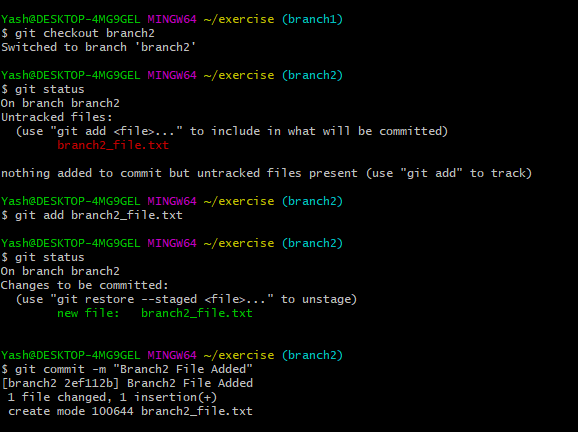 Yash@DESKTOP-4MG9GEL MINGW64 ~/exercise (branch1)
$ git checkout branch2
Switched to branch 'branch2'

Yash@DESKTOP-4MG9GEL MINGW64 ~/exercise (branch2)
$ git status
On branch branch2
Untracked files:
  (use "git add <file>..." to include in what will be committed)
        branch2_file.txt

nothing added to commit but untracked files present (use "git add" to track)

Yash@DESKTOP-4MG9GEL MINGW64 ~/exercise (branch2)
$ git add branch2_file.txt

Yash@DESKTOP-4MG9GEL MINGW64 ~/exercise (branch2)
$ git status
On branch branch2
Changes to be committed:
  (use "git restore --staged <file>..." to unstage)
        new file:   branch2_file.txt


Yash@DESKTOP-4MG9GEL MINGW64 ~/exercise (branch2)
$ git commit -m "Branch2 File Added"
[branch2 2ef112b] Branch2 File Added
 1 file changed, 1 insertion(+)
 create mode 100644 branch2_file.txt